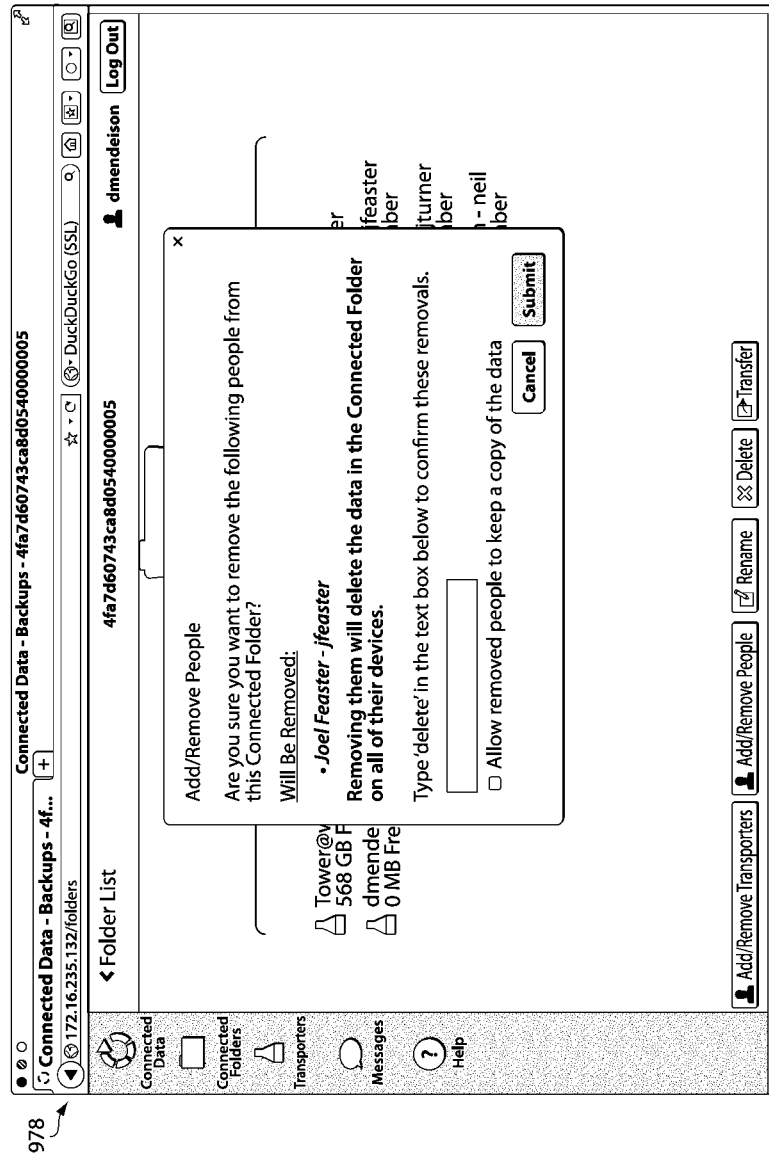 978
Connected Data - Backups - 4fa7d60743ca8d0540000005
Connected Data - Backups - 4f... +
172.16.235.132/folders
DuckDuckGo (SSL)
Connected Data
Connected Folders
Transporters
Messages
? Help
Folder List
4fa7d60743ca8d0540000005
dmendeison
Log Out
Tower@v
568 GB F
dmende
0 MB Fre
er
jfeaster
ber
jturner
ber
n - neil
ber
×
Add/Remove People
Are you sure you want to remove the following people from
this Connected Folder?
Will Be Removed:
• Joel Feaster - jfeaster
Removing them will delete the data in the Connected Folder
on all of their devices.
Type 'delete' in the text box below to confirm these removals.
Allow removed people to keep a copy of the data
Cancel
Submit
Add/Remove Transporters
Add/Remove People
Rename
Delete
Transfer